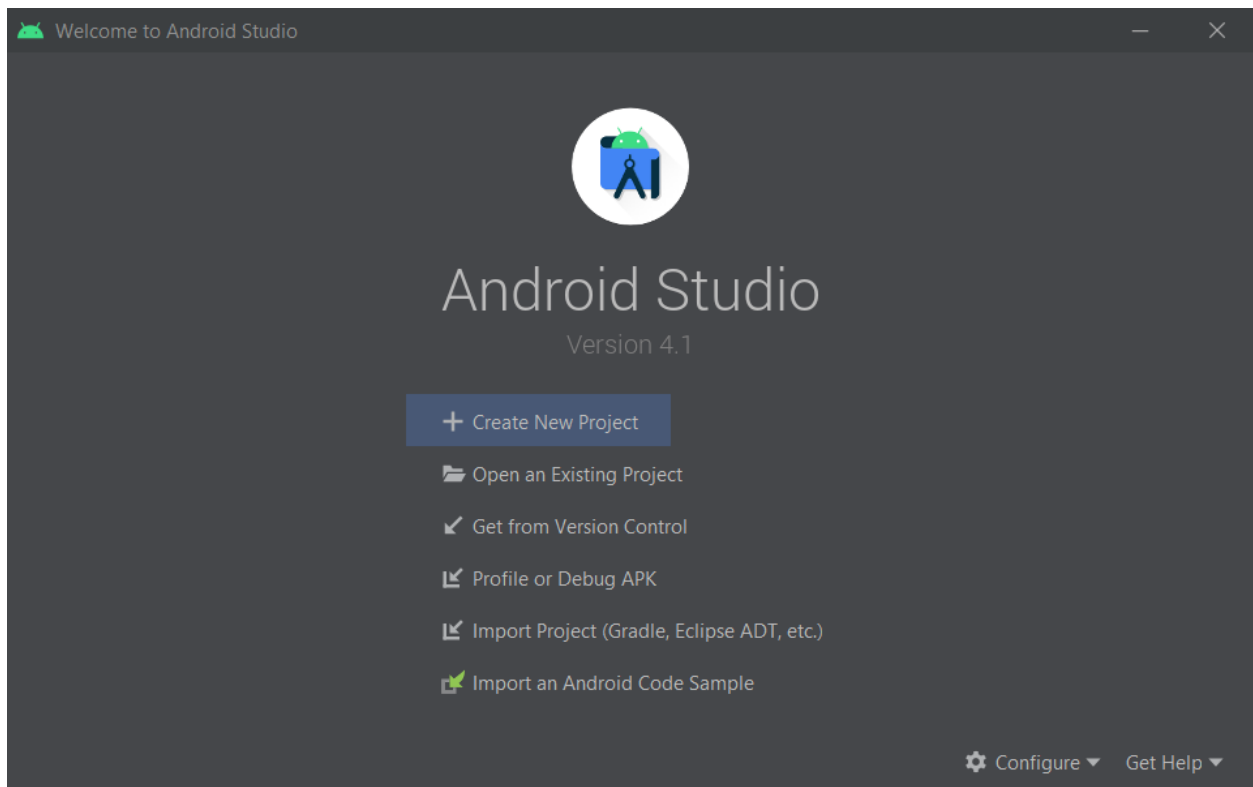 Welcome to Android Studio
Android Studio
Version 4.1
Create New Project
Open an Existing Project
Get from Version Control
Profile or Debug APK
Import Project (Gradle, Eclipse ADT, etc.)
Import an Android Code Sample
Configure Get Help